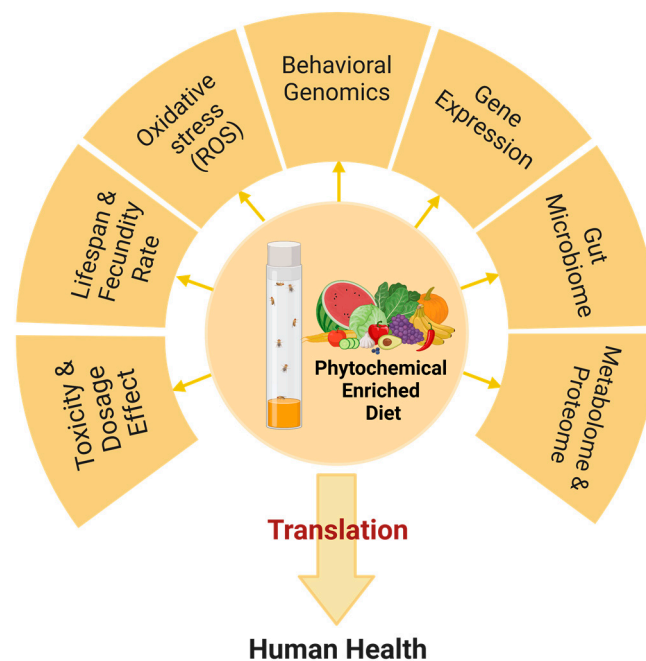 Toxicity &
Dosage
Effect
Lifespan &
Fecundity
Rate
Oxidative
stress
(ROS)
Behavioral
Genomics
Gene
Expression
Gut
Microbiome
Metabolome &
Proteome
Phytochemical
Enriched
Diet
Translation
Human Health